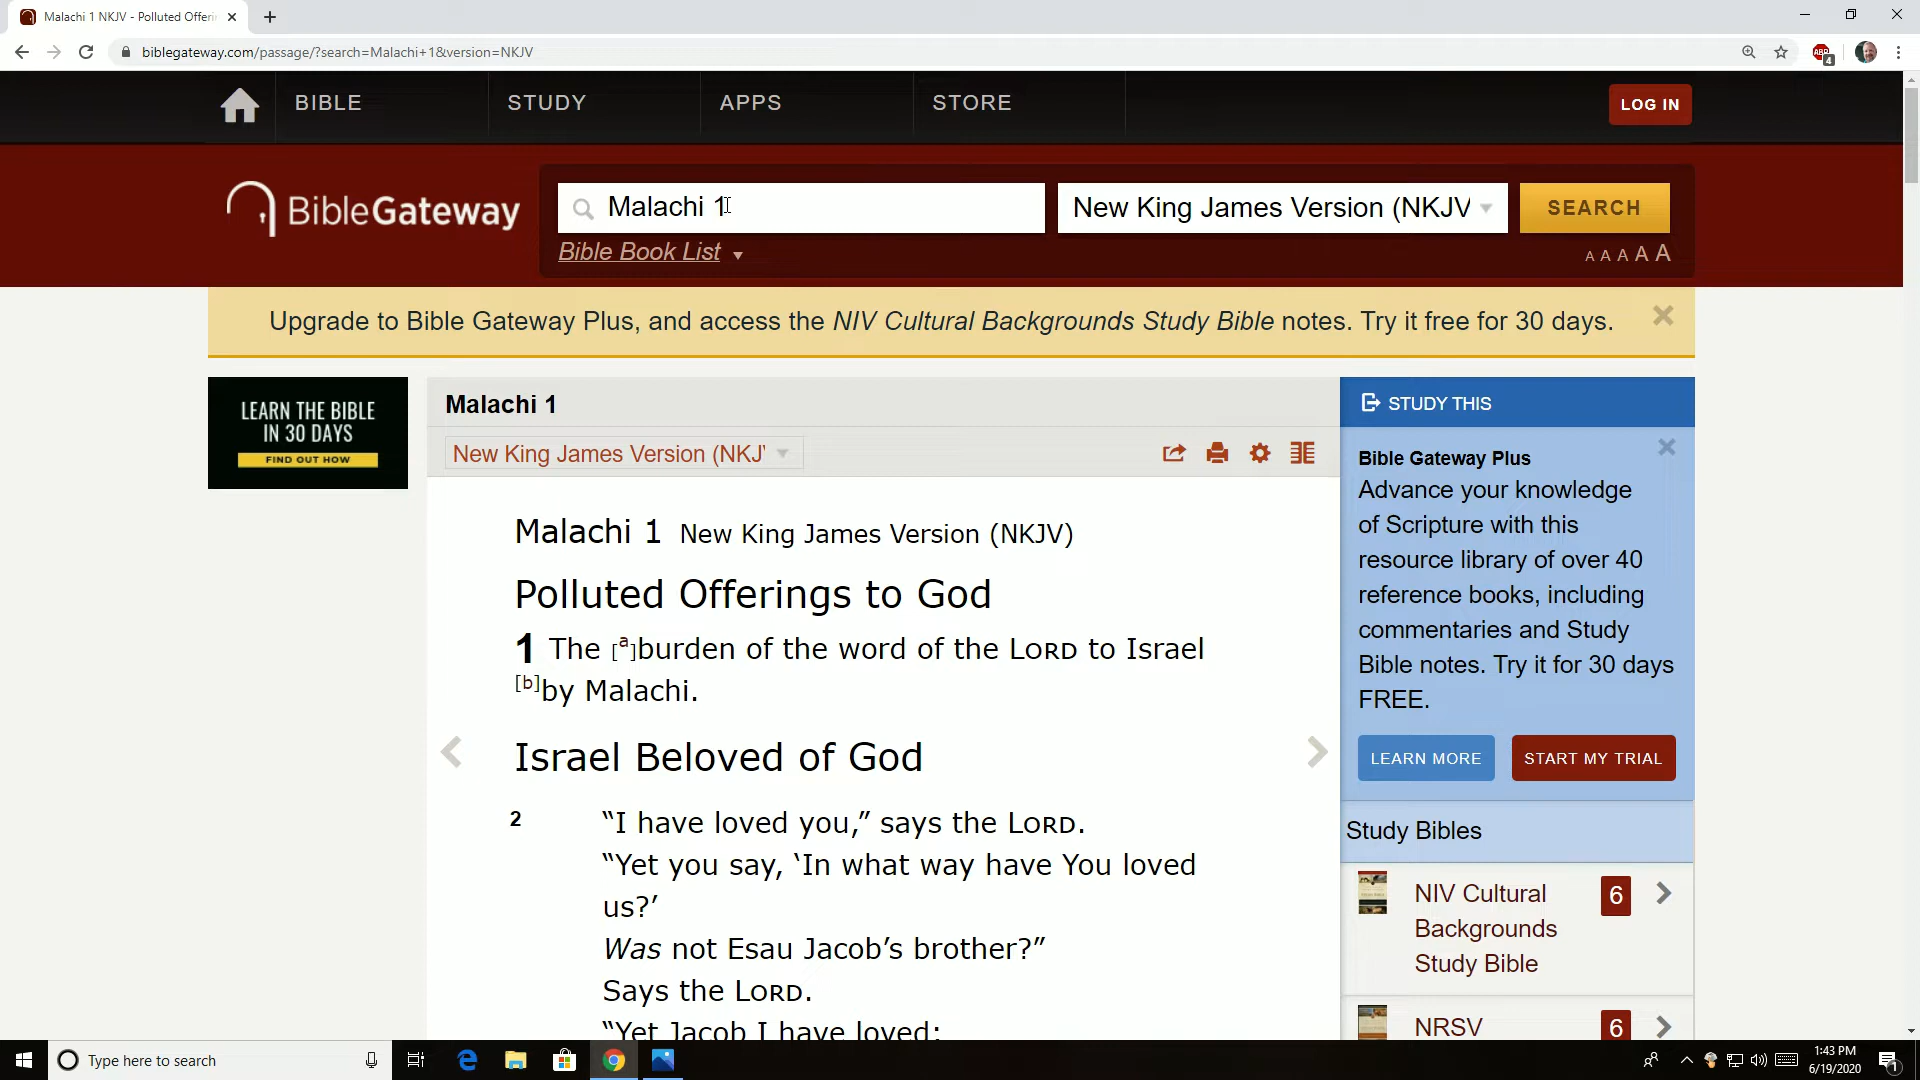 Malachi 1 NKJV - Polluted Offeri
biblegateway.com/passage/?search=Malachi+1&version=NKJV
ABP
4
BIBLE
STUDY
APPS
STORE
LOG IN
BibleGateway
Malachi 1
New King James Version (NKJV
SEARCH
Bible Book List
A A A A A
Upgrade to Bible Gateway Plus, and access the NIV Cultural Backgrounds Study Bible notes. Try it free for 30 days.
LEARN THE BIBLE
IN 30 DAYS
FIND OUT HOW
Malachi 1
New King James Version (NKJV
Malachi 1 New King James Version (NKJV)
Polluted Offerings to God
1 The [a]burden of the word of the LORD to Israel
[b]by Malachi.
Israel Beloved of God
2 “I have loved you,” says the LORD.
“Yet you say, ‘In what way have You loved
us?’
Was not Esau Jacob’s brother?”
Says the LORD.
“Yet Jacob I have loved;
STUDY THIS
Bible Gateway Plus
Advance your knowledge
of Scripture with this
resource library of over 40
reference books, including
commentaries and Study
Bible notes. Try it for 30 days
FREE.
LEARN MORE
START MY TRIAL
Study Bibles
NIV Cultural
Backgrounds
Study Bible
6
NRSV
6
Type here to search
1:43 PM
6/19/2020
1